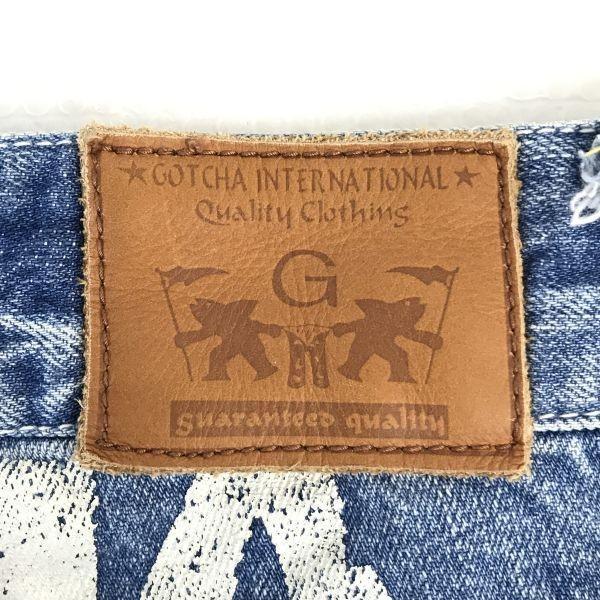 ★ GOTCHA INTERNATIONAL ★
Quality Clothing
G
guaranteed quality